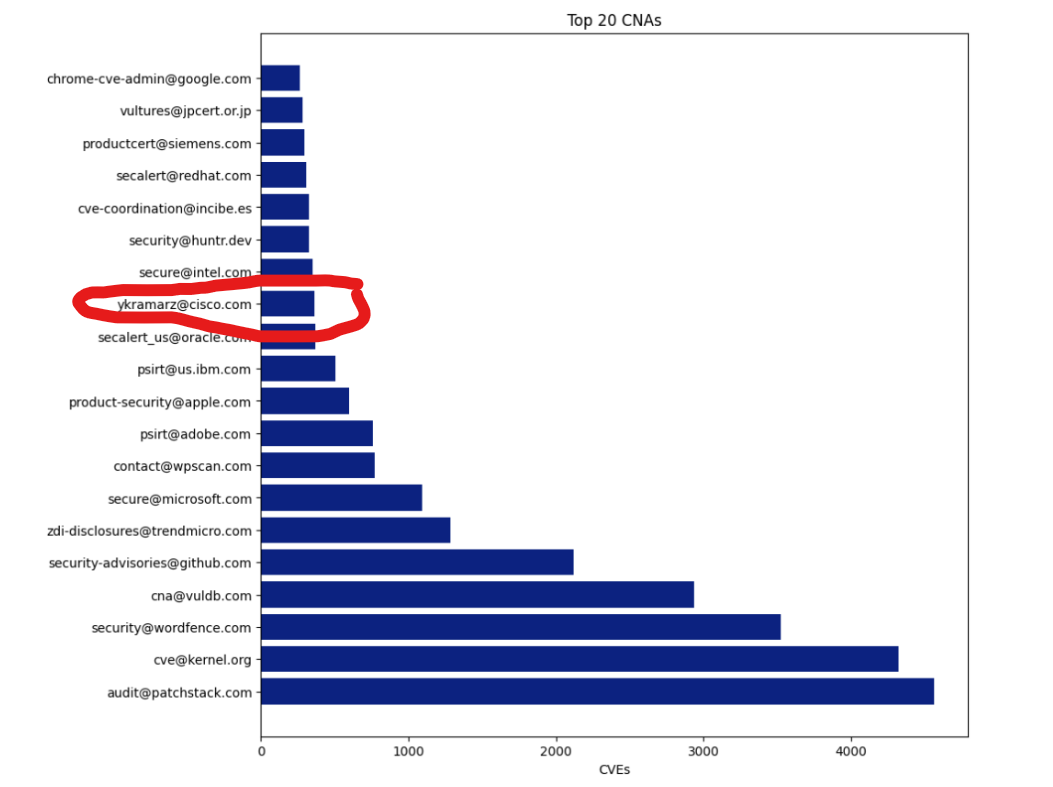 Top 20 CNAs
chrome-cve-admin@google.com
vultures@jpcert.or.jp
productcert@siemens.com
secalert@redhat.com
cve-coordination@incibe.es
security@huntr.dev
secure@intel.com
ykramarz@cisco.com
secalert_us@oracle.com
psirt@us.ibm.com
product-security@apple.com
psirt@adobe.com
contact@wpscan.com
secure@microsoft.com
zdi-disclosures@trendmicro.com
security-advisories@github.com
cna@vuldb.com
security@wordfence.com
cve@kernel.org
audit@patchstack.com
0 1000 2000 3000 4000
CVEs